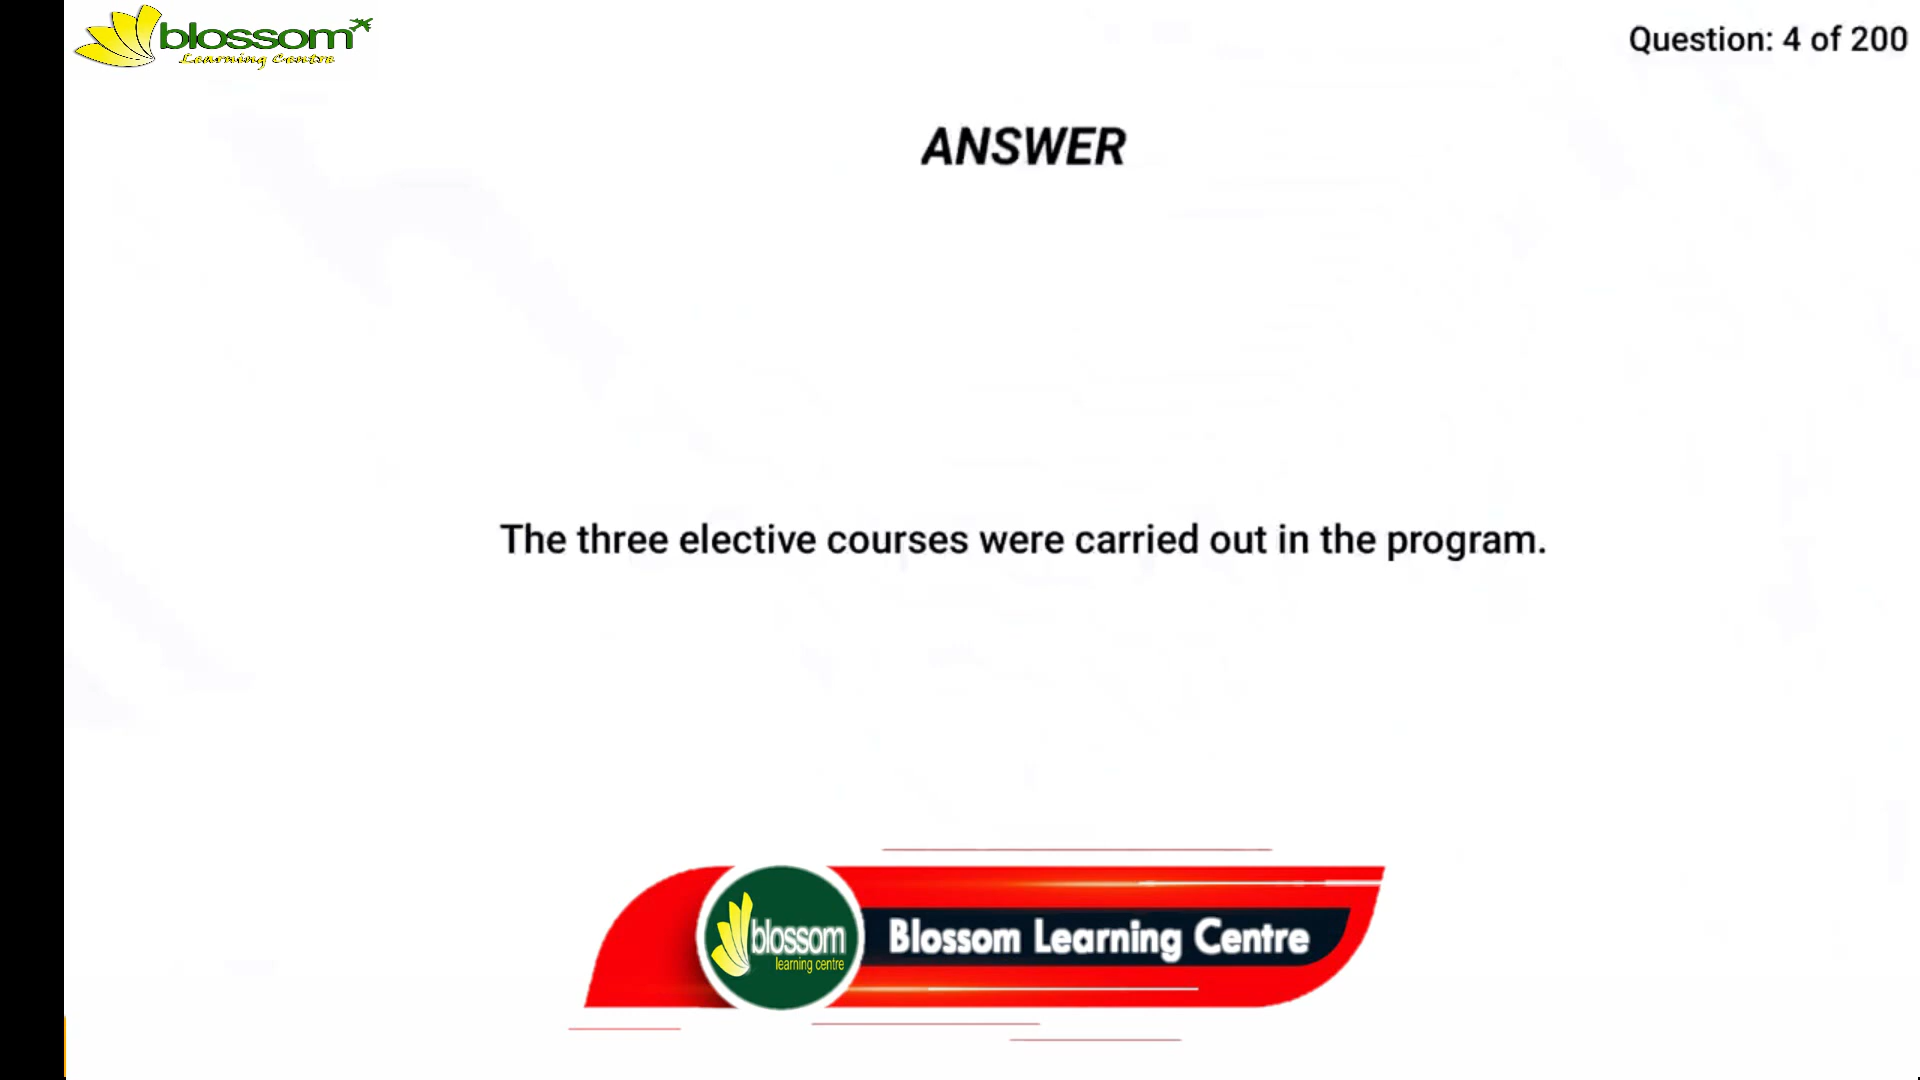 blossom
Learning Centre
Question: 4 of 200
ANSWER
The three elective courses were carried out in the program.
blossom
learning centre
Blossom Learning Centre